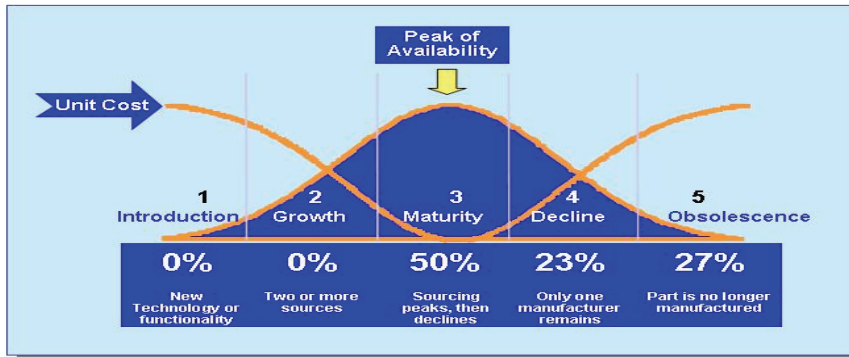 Peak of
Availability
Unit Cost
1
2
3
4
5
Introduction
Growth
Maturity
Decline
Obsolescence
0%
0%
50%
23%
27%
New
Technology or
functionality
Two or more
sources
Sourcing
peaks, then
declines
Only one
manufacturer
remains
Part is no longer
manufactured